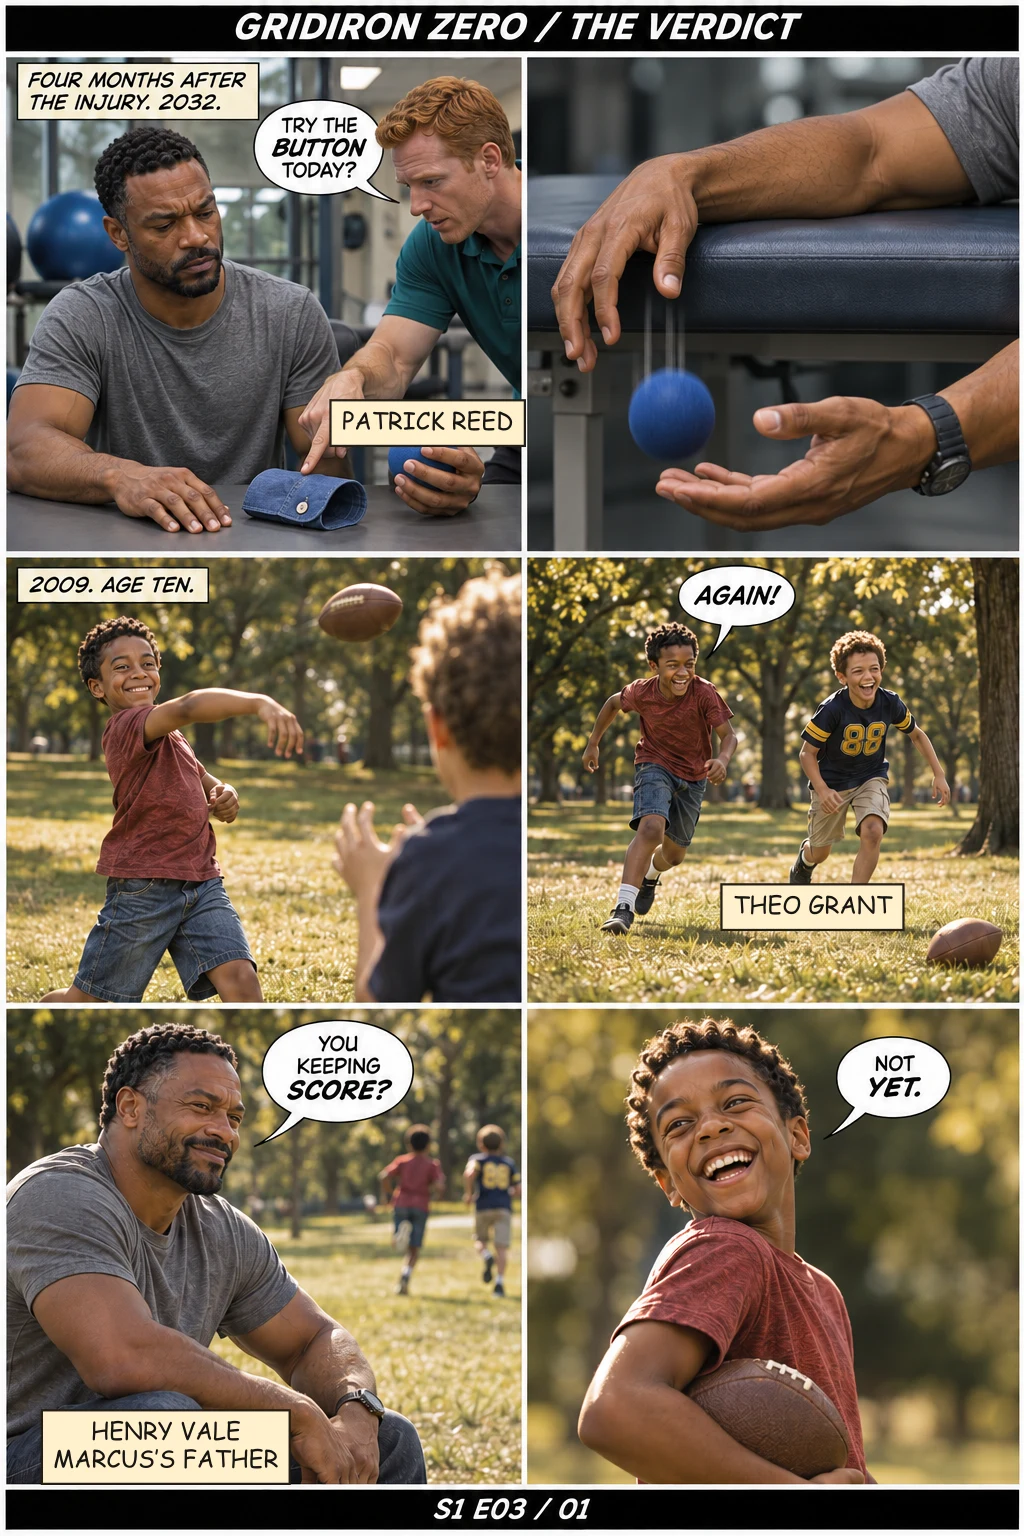 GRIDIRON ZERO / THE VERDICT
FOUR MONTHS AFTER
THE INJURY. 2032.
TRY THE
BUTTON
TODAY?
PATRICK REED
2009. AGE TEN.
AGAIN!
88
THEO GRANT
YOU
KEEPING
SCORE?
88
HENRY VALE
MARCUS'S FATHER
NOT
YET.
S1 E03 / 01